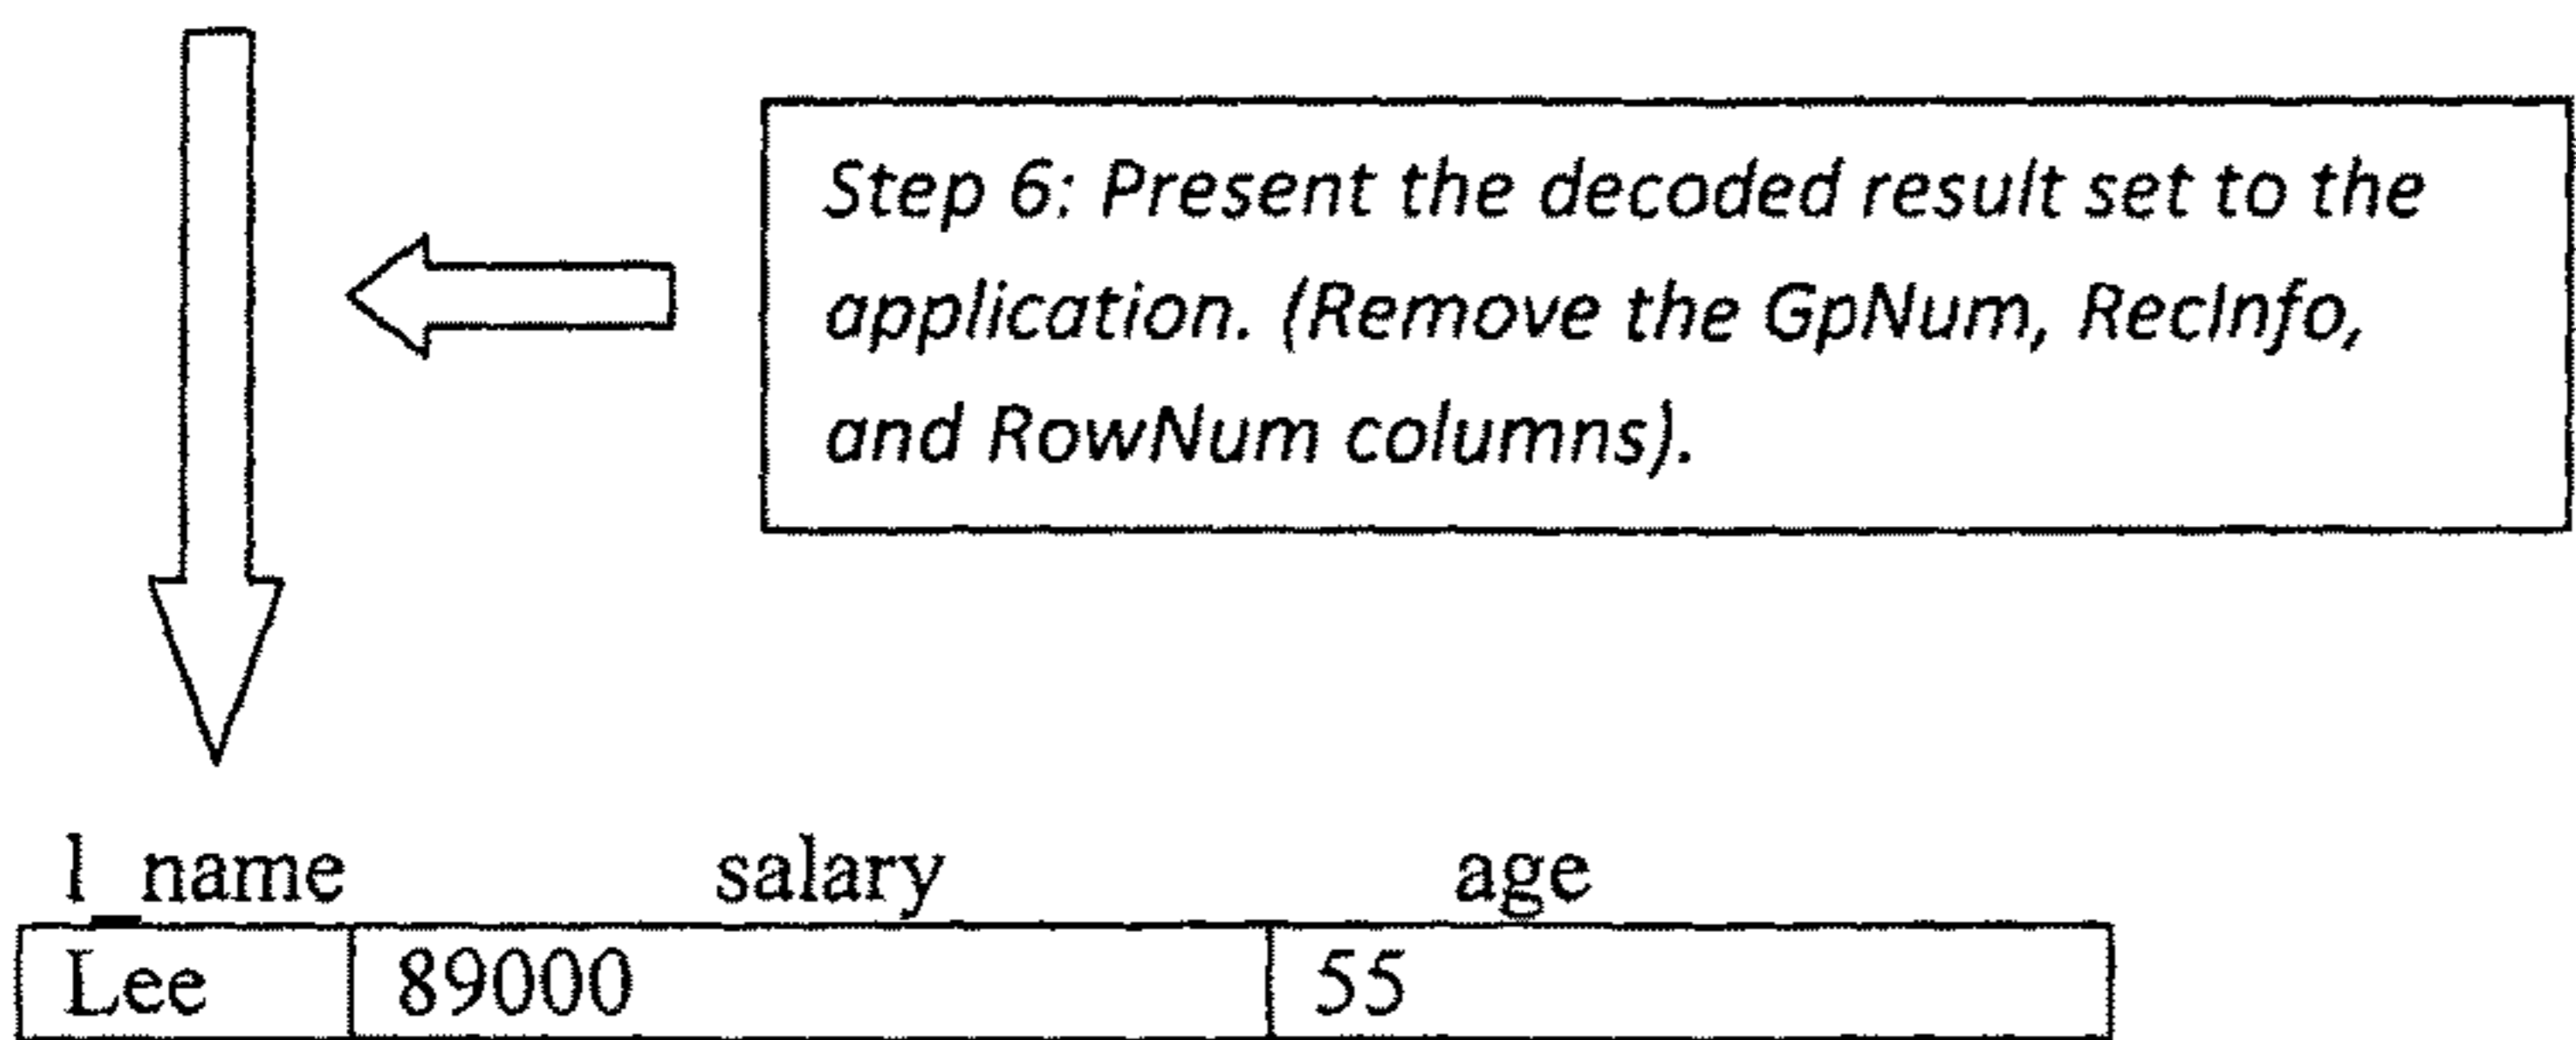 Step 6: Present the decoded result set to the
application. (Remove the GpNum, RecInfo,
and RowNum columns).
l_name salary age
Lee 89000 55